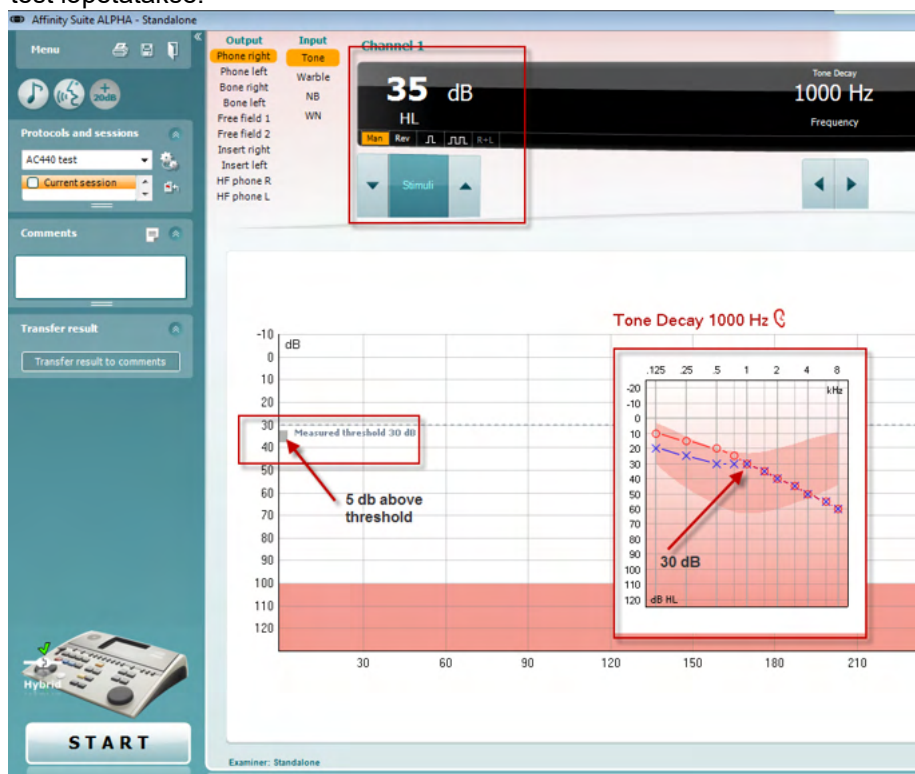 test lõpetatakse.
Affinity Suite ALPHA - Standalone
Menu
+
20dB
Protocols and sessions
AC440 test
Current session
Comments
Transfer result
Transfer result to comments
Hybrid
START
Output
Phone right
Phone left
Bone right
Bone left
Free field 1
Free field 2
Insert right
Insert left
HF phone R
HF phone L
Input
Tone
Warble
NB
WN
Channel 1
35 dB
HL
Man Rev R+L
Stimuli
Tone Decay
1000 Hz
Frequency
Tone Decay 1000 Hz
-10
dB
0
10
20
30
Measured threshold 30 dB
40
50
60
70
80
90
100
110
120
5 db above
threshold
30 60 90 120 150 180 210
.125 .25 .5 1 2 4 8
kHz
-20
-10
0
10
20
30
40
50
60
70
80
90
100
110
120
30 dB
dB HL
Examiner: Standalone